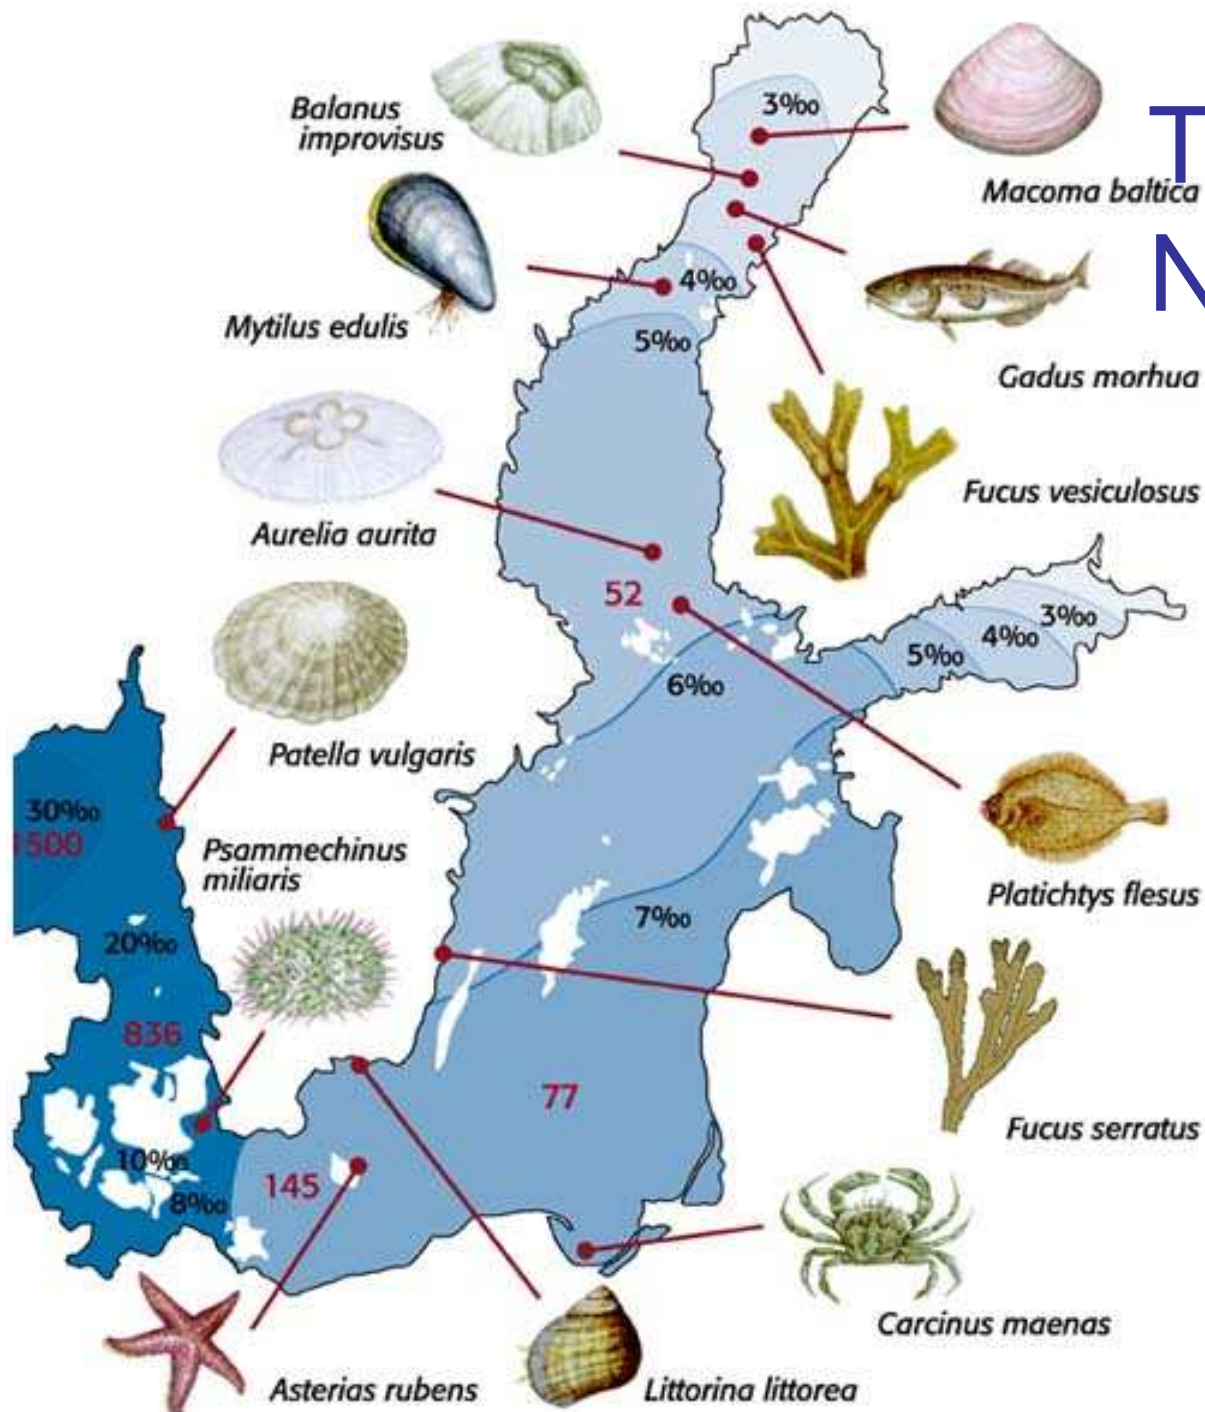 T
N
3‰
Balanus
improvisus
Macoma baltica
4‰
Mytilus edulis
5‰
Gadus morhua
Fucus vesiculosus
Aurelia aurita
52
3‰
4‰
5‰
6‰
Patella vulgaris
30‰
1500
Psammechinus
miliaris
Platichtys flesus
7‰
20‰
836
77
Fucus serratus
10‰
145
8‰
Carcinus maenas
Asterias rubens
Littorina littorea